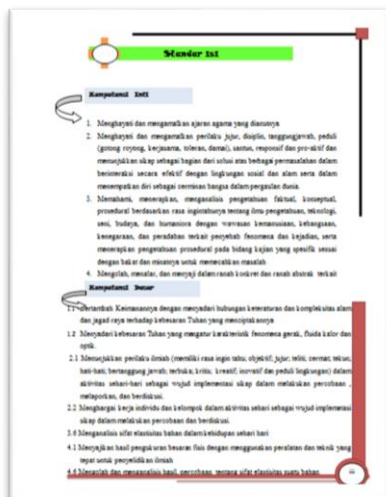 Standar Isi
Kompetensi Inti
1. Menghayati dan mengamalkan ajaran agama yang dianutnya
2. Menghayati dan mengamalkan perilaku jujur, disiplin, tanggungjawab, peduli
(gotong royong, kerjasama, toleran, damai), santun, responsif dan pro-aktif dan
menunjukkan sikap sebagai bagian dari solusi atas berbagai permasalahan dalam
berinteraksi secara efektif dengan lingkungan sosial dan alam serta dalam
menempatkan diri sebagai cerminan bangsa dalam pergaulan dunia.
3. Memahami, menerapkan, menganalisis pengetahuan faktual, konseptual,
prosedural berdasarkan rasa ingintahunya tentang ilmu pengetahuan, teknologi,
seni, budaya, dan humaniora dengan wawasan kemanusiaan, kebangsaan,
kenegaraan, dan peradaban terkait penyebab fenomena dan kejadian, serta
menerapkan pengetahuan prosedural pada bidang kajian yang spesifik sesuai
dengan bakat dan minatnya untuk memecahkan masalah
4. Mengolah, menalar, dan menyaji dalam ranah konkret dan ranah abstrak terkait
Kompetensi Dasar
1.1 Bertambah Keimanannya dengan menyadari hubungan keteraturan dan kompleksitas alam
dan jagad raya terhadap kebesaran Tuhan yang menciptakannya
1.2 Menyadari kebesaran Tuhan yang mengatur karakteristik fenomena gerak, fluida kalor dan
optik.
2.1 Menunjukkan perilaku ilmiah (memiliki rasa ingin tahu; objektif; jujur; teliti; cermat; tekun;
hati-hati; bertanggung jawab; terbuka; kritis; kreatif; inovatif dan peduli lingkungan) dalam
aktivitas sehari-hari sebagai wujud implementasi sikap dalam melakukan percobaan ,
melaporkan, dan berdiskusi.
2.2 Menghargai kerja individu dan kelompok dalam aktivitas sehari sebagai wujud implementasi
sikap dalam melakukan percobaan dan berdiskusi.
3.6 Menganalisis sifat elastisitas bahan dalam kehidupan sehari hari
4.1 Menyajikan hasil pengukuran besaran fisis dengan menggunakan peralatan dan teknik yang
tepat untuk penyelidikan ilmiah
4.6 Mengolah dan menganalisis hasil percobaan tentang sifat elastisitas suatu bahan